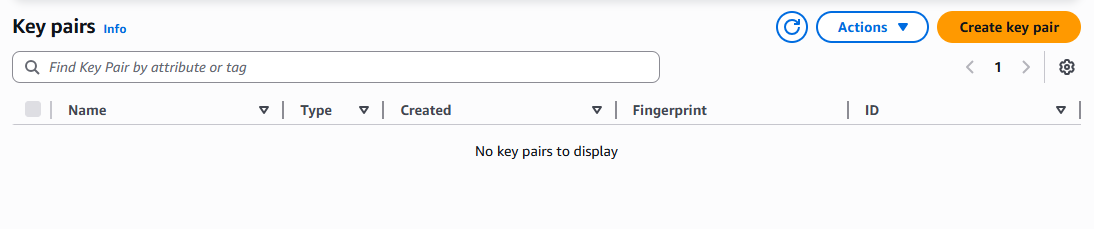 Key pairs Info
Actions
Create key pair
Find Key Pair by attribute or tag
1
Name Type Created Fingerprint ID
No key pairs to display